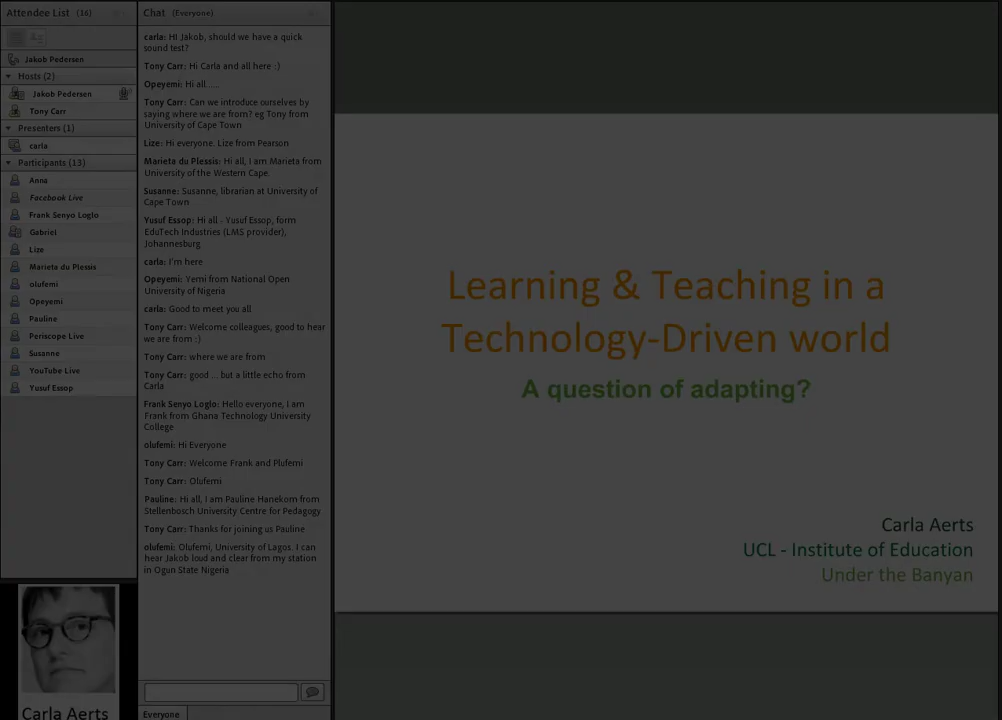 Attendee List (16)
Jakob Pedersen
Hosts (2)
Jakob Pedersen
Tony Carr
Presenters (1)
carla
Participants (13)
Anna
Facebook Live
Frank Senyo Loglo
Gabriel
Lize
Marieta du Plessis
olufemi
Opeyemi
Pauline
Periscope Live
Susanne
YouTube Live
Yusuf Essop
Carla Aerts
Chat (Everyone)
carla: HI Jakob, should we have a quick
sound test?
Tony Carr: Hi Carla and all here :)
Opeyemi: Hi all.....
Tony Carr: Can we introduce ourselves by
saying where we are from? eg Tony from
University of Cape Town
Lize: Hi everyone. Lize from Pearson
Marieta du Plessis: Hi all, I am Marieta from
University of the Western Cape.
Susanne: Susanne, librarian at University of
Cape Town
Yusuf Essop: Hi all - Yusuf Essop, form
EduTech Industries (LMS provider),
Johannesburg
carla: I'm here
Opeyemi: Yemi from National Open
University of Nigeria
carla: Good to meet you all
Tony Carr: Welcome colleagues, good to hear
we are from :)
Tony Carr: where we are from
Tony Carr: good ... but a little echo from
Carla
Frank Senyo Loglo: Hello everyone, I am
Frank from Ghana Technology University
College
olufemi: Hi Everyone
Tony Carr: Welcome Frank and Plufemi
Tony Carr: Olufemi
Pauline: Hi all, I am Pauline Hanekom from
Stellenbosch University Centre for Pedagogy
Tony Carr: Thanks for joining us Pauline
olufemi: Olufemi, University of Lagos. I can
hear Jakob loud and clear from my station
in Ogun State Nigeria
Everyone
Learning & Teaching in a
Technology-Driven world
A question of adapting?
Carla Aerts
UCL - Institute of Education
Under the Banyan